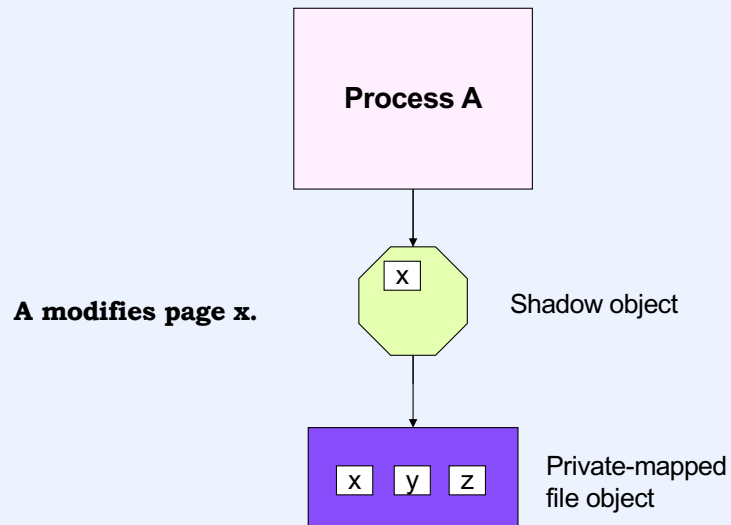 Process A
x
A modifies page x.
Shadow object
x y z
Private-mapped
file object